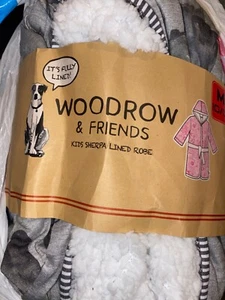 IT'S FULLY
LINED!
WOODROW
& FRIENDS
KIDS SHERPA LINED ROBE
M